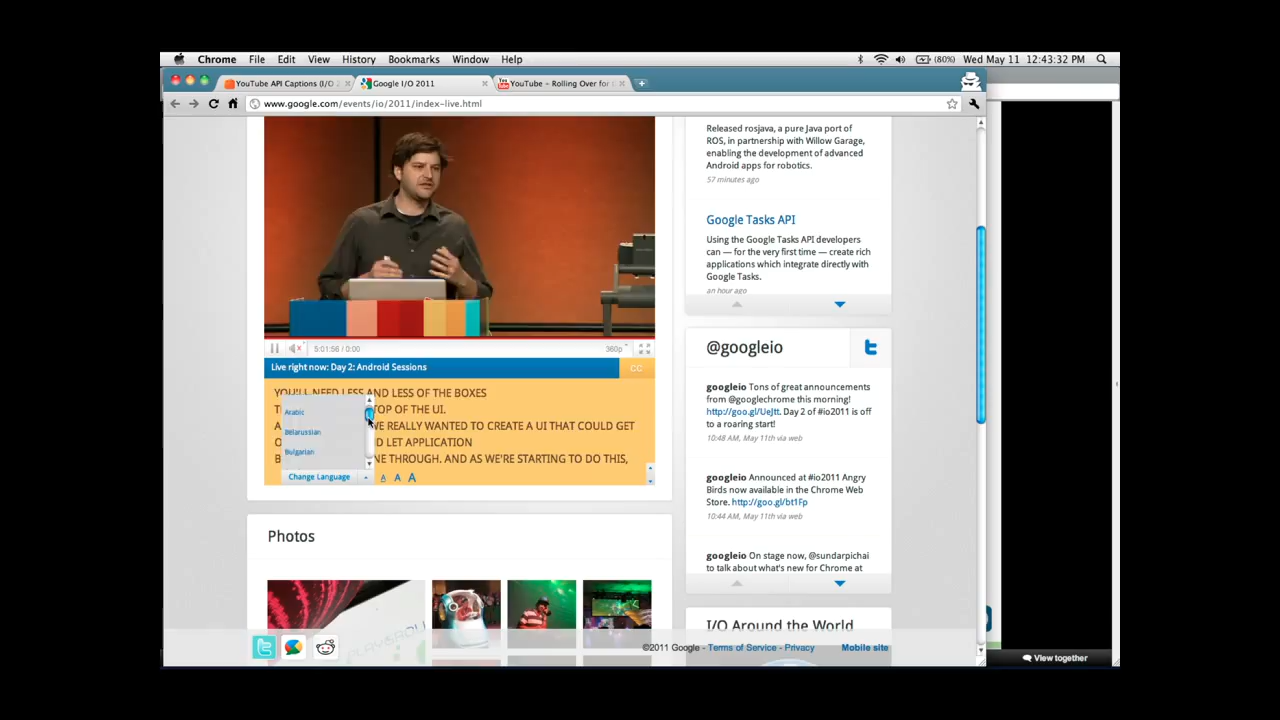 Chrome File Edit View History Bookmarks Window Help
(80%) Wed May 11 12:43:32 PM
YouTube API Captions (I/O
Google I/O 2011
YouTube - Rolling Over for
www.google.com/events/io/2011/index-live.html
5:01:56 / 0:00
360p
Live right now: Day 2: Android Sessions
CC
YOU'LL NEED LESS AND LESS OF THE BOXES
TOP OF THE UI.
WE REALLY WANTED TO CREATE A UI THAT COULD GET
D LET APPLICATION
NE THROUGH. AND AS WE'RE STARTING TO DO THIS,
Arabic
Belarussian
Bulgarian
Change Language
A A A
Photos
Released rosjava, a pure Java port of
ROS, in partnership with Willow Garage,
enabling the development of advanced
Android apps for robotics.
57 minutes ago
Google Tasks API
Using the Google Tasks API developers
can — for the very first time — create rich
applications which integrate directly with
Google Tasks.
an hour ago
@googleio
googleio Tons of great announcements
from @googlechrome this morning!
http://goo.gl/UeJtt. Day 2 of #io2011 is off
to a roaring start!
10:48 AM, May 11th via web
googleio Announced at #io2011 Angry
Birds now available in the Chrome Web
Store. http://goo.gl/bt1Fp
10:44 AM, May 11th via web
googleio On stage now, @sundarpichai
to talk about what's new for Chrome at
I/O Around the World
©2011 Google - Terms of Service - Privacy
Mobile site
View together